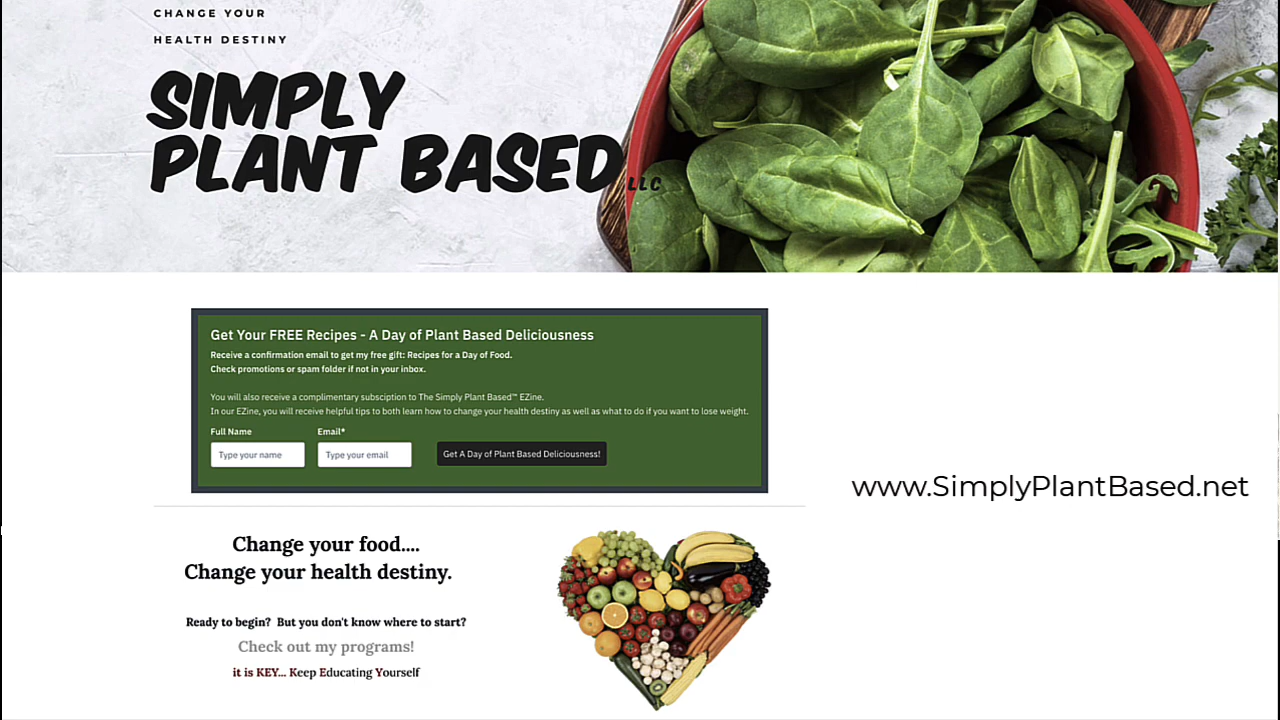 CHANGE YOUR
HEALTH DESTINY
SIMPLY
PLANT BASED LLC
Get Your FREE Recipes - A Day of Plant Based Deliciousness
Receive a confirmation email to get my free gift: Recipes for a Day of Food.
Check promotions or spam folder if not in your inbox.
You will also receive a complimentary subsciption to The Simply Plant Based™ EZine.
In our EZine, you will receive helpful tips to both learn how to change your health destiny as well as what to do if you want to lose weight.
Full Name Email*
Type your name Type your email Get A Day of Plant Based Deliciousness!
www.SimplyPlantBased.net
Change your food....
Change your health destiny.
Ready to begin? But you don't know where to start?
Check out my programs!
it is KEY... Keep Educating Yourself